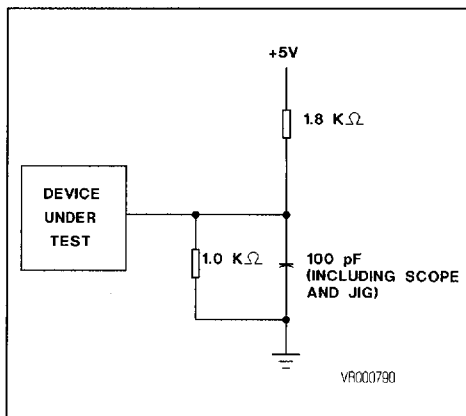 +5V
1.8 KΩ
DEVICE
UNDER
TEST
1.0 KΩ
100 pF
(INCLUDING SCOPE
AND JIG)
VR000790